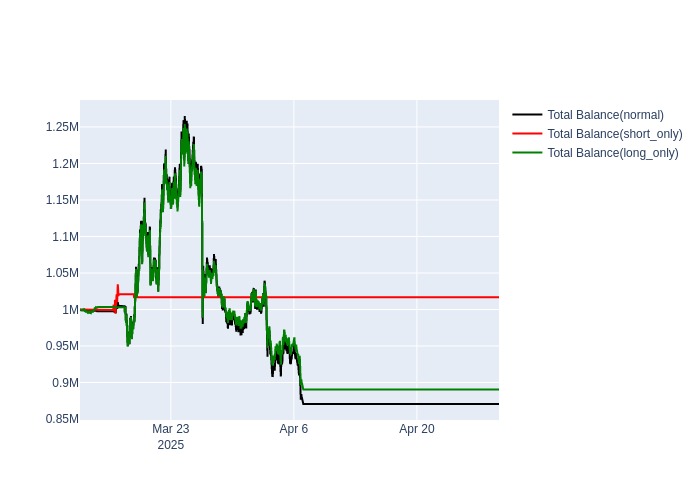 1.25M
1.2M
1.15M
1.1M
1.05M
1M
0.95M
0.9M
0.85M
Mar 23
2025
Apr 6
Apr 20
Total Balance(normal)
Total Balance(short_only)
Total Balance(long_only)